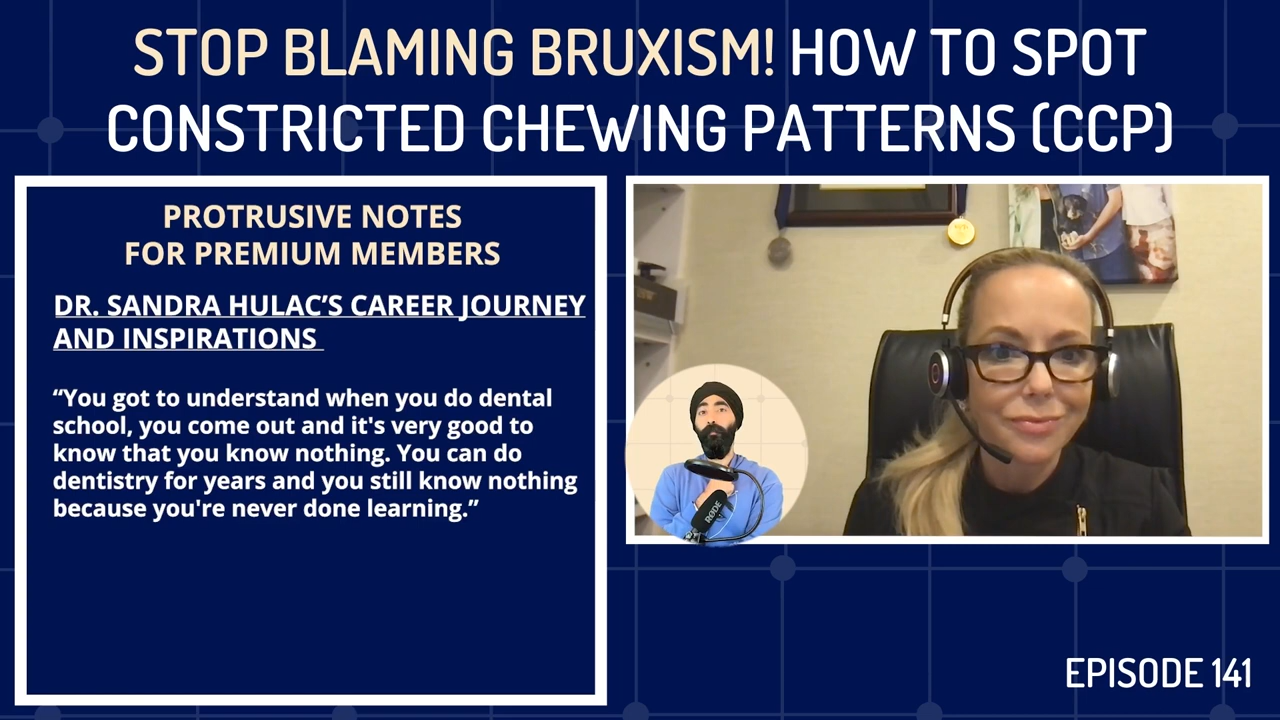 STOP BLAMING BRUXISM! HOW TO SPOT
CONSTRICTED CHEWING PATTERNS (CCP)
PROTRUSIVE NOTES
FOR PREMIUM MEMBERS
DR. SANDRA HULAC’S CAREER JOURNEY
AND INSPIRATIONS
“You got to understand when you do dental
school, you come out and it's very good to
know that you know nothing. You can do
dentistry for years and you still know nothing
because you're never done learning.”
RØDE
EPISODE 141